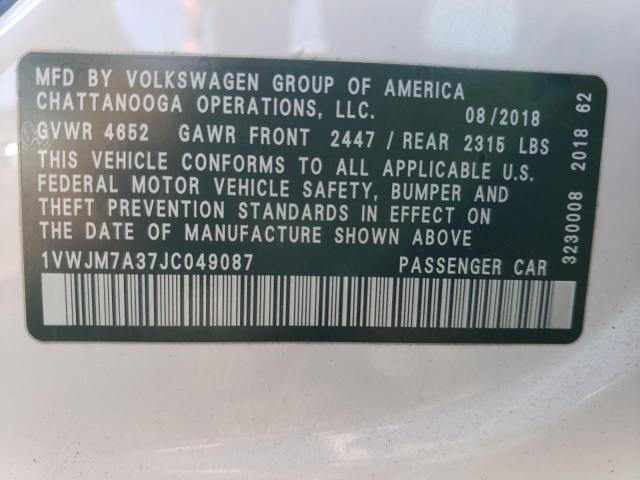 MFD BY VOLKSWAGEN GROUP OF AMERICA
CHATTANOOGA OPERATIONS, LLC. 08/2018
GVWR 4652 GAWR FRONT 2447 / REAR 2315 LBS
THIS VEHICLE CONFORMS TO ALL APPLICABLE U.S.
FEDERAL MOTOR VEHICLE SAFETY, BUMPER AND
THEFT PREVENTION STANDARDS IN EFFECT ON
THE DATE OF MANUFACTURE SHOWN ABOVE
1VWJM7A37JC049087 PASSENGER CAR
3230008 2018 62